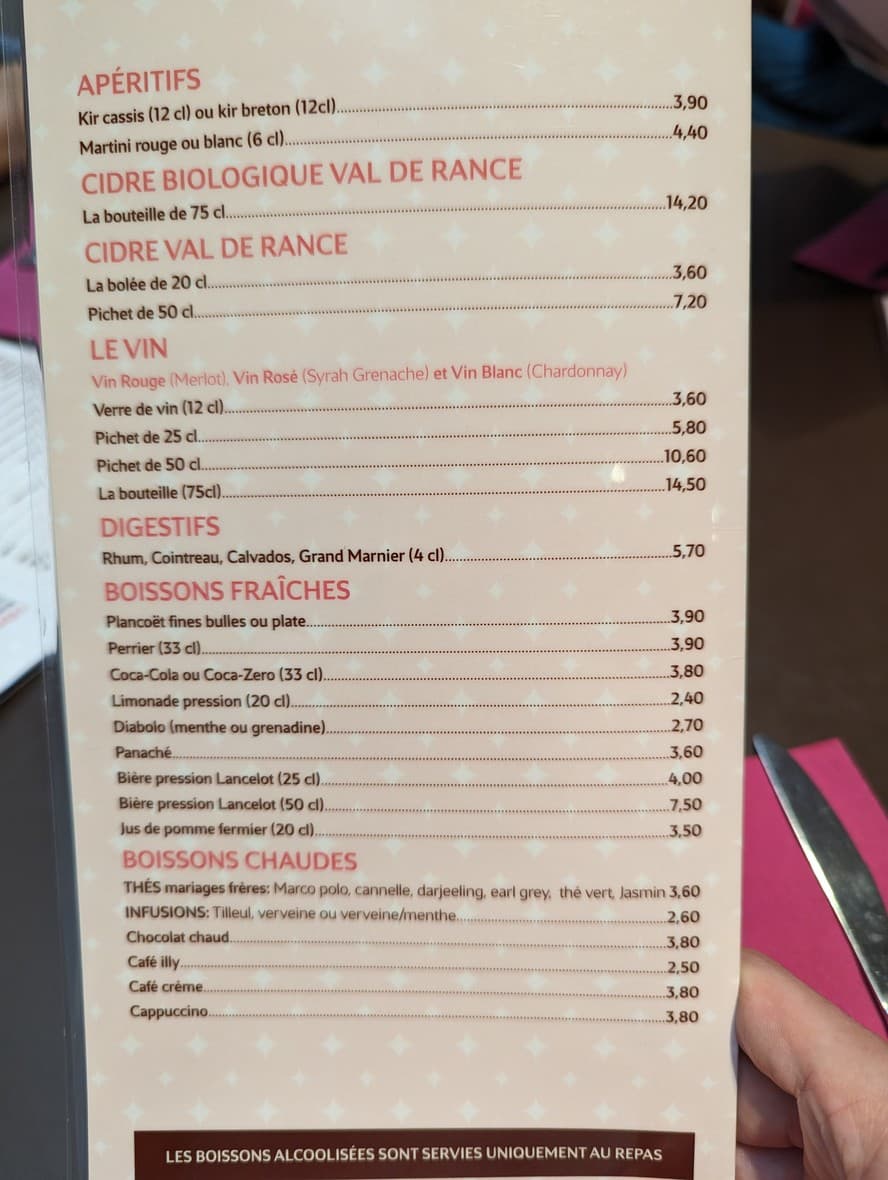 APÉRITIFS
Kir cassis (12 cl) ou kir breton (12cl)....3,90
Martini rouge ou blanc (6 cl)....4,40
CIDRE BIOLOGIQUE VAL DE RANCE
La bouteille de 75 cl....14,20
CIDRE VAL DE RANCE
La bolée de 20 cl....3,60
Pichet de 50 cl....7,20
LE VIN
Vin Rouge (Merlot), Vin Rosé (Syrah Grenache) et Vin Blanc (Chardonnay)
Verre de vin (12 cl)....3,60
Pichet de 25 cl....5,80
Pichet de 50 cl....10,60
La bouteille (75cl)....14,50
DIGESTIFS
Rhum, Cointreau, Calvados, Grand Marnier (4 cl)....5,70
BOISSONS FRAÎCHES
Plancoët fines bulles ou plate....3,90
Perrier (33 cl)....3,90
Coca-Cola ou Coca-Zero (33 cl)....3,80
Limonade pression (20 cl)....2,40
Diabolo (menthe ou grenadine)....2,70
Panaché....3,60
Bière pression Lancelot (25 cl)....4,00
Bière pression Lancelot (50 cl)....7,50
Jus de pomme fermier (20 cl)....3,50
BOISSONS CHAUDES
THÉS mariages frères: Marco polo, cannelle, darjeeling, earl grey, thé vert, Jasmin 3,60
INFUSIONS: Tilleul, verveine ou verveine/menthe....2,60
Chocolat chaud....3,80
Café illy....2,50
Café crème....3,80
Cappuccino....3,80
LES BOISSONS ALCOOLISÉES SONT SERVIES UNIQUEMENT AU REPAS